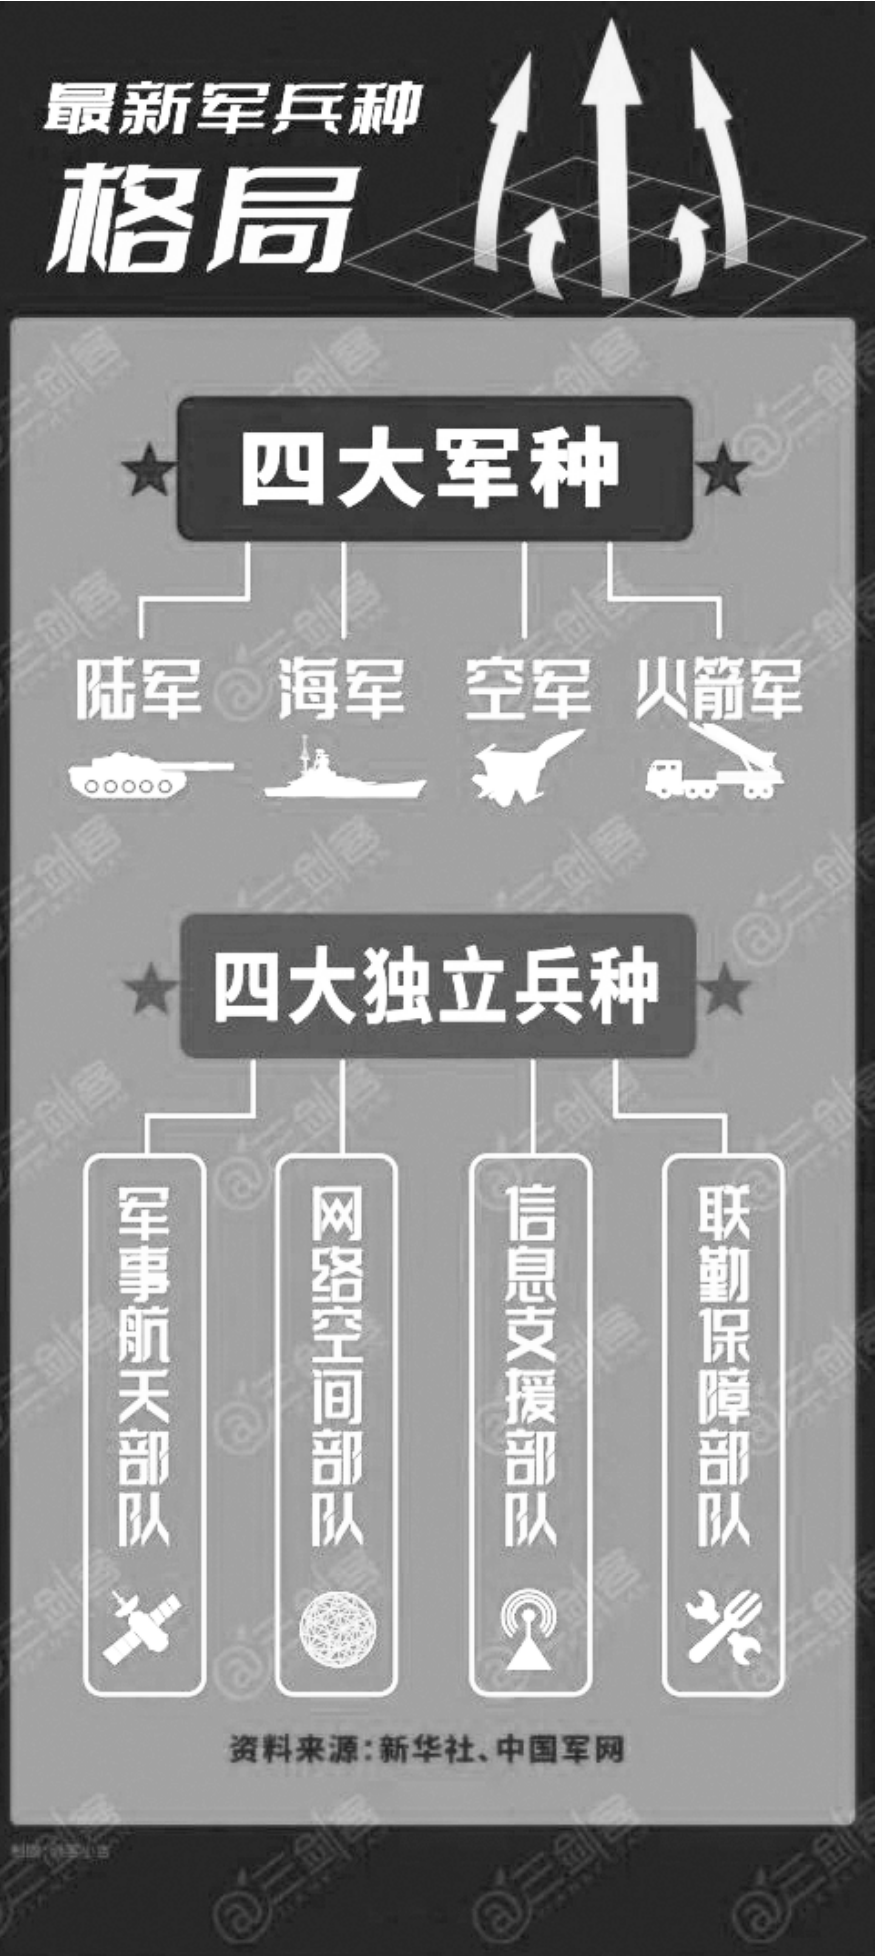 最新军兵种
格局
四大军种
陆军 海军 空军 火箭军
四大独立兵种
军事航天部队
网络空间部队
信息支援部队
联勤保障部队
资料来源：新华社、中国军网
@三剑客